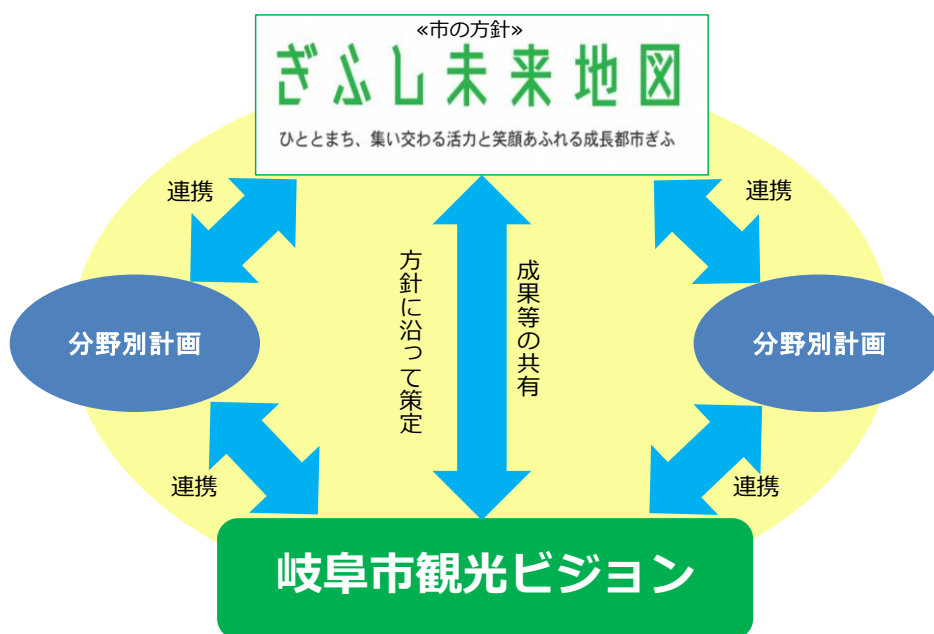 ≪市の方針≫
ぎふし未来地図
ひととまち、集い交わる活力と笑顔あふれる成長都市ぎふ
連携
連携
方針に沿って策定
成果等の共有
分野別計画
分野別計画
連携
連携
岐阜市観光ビジョン